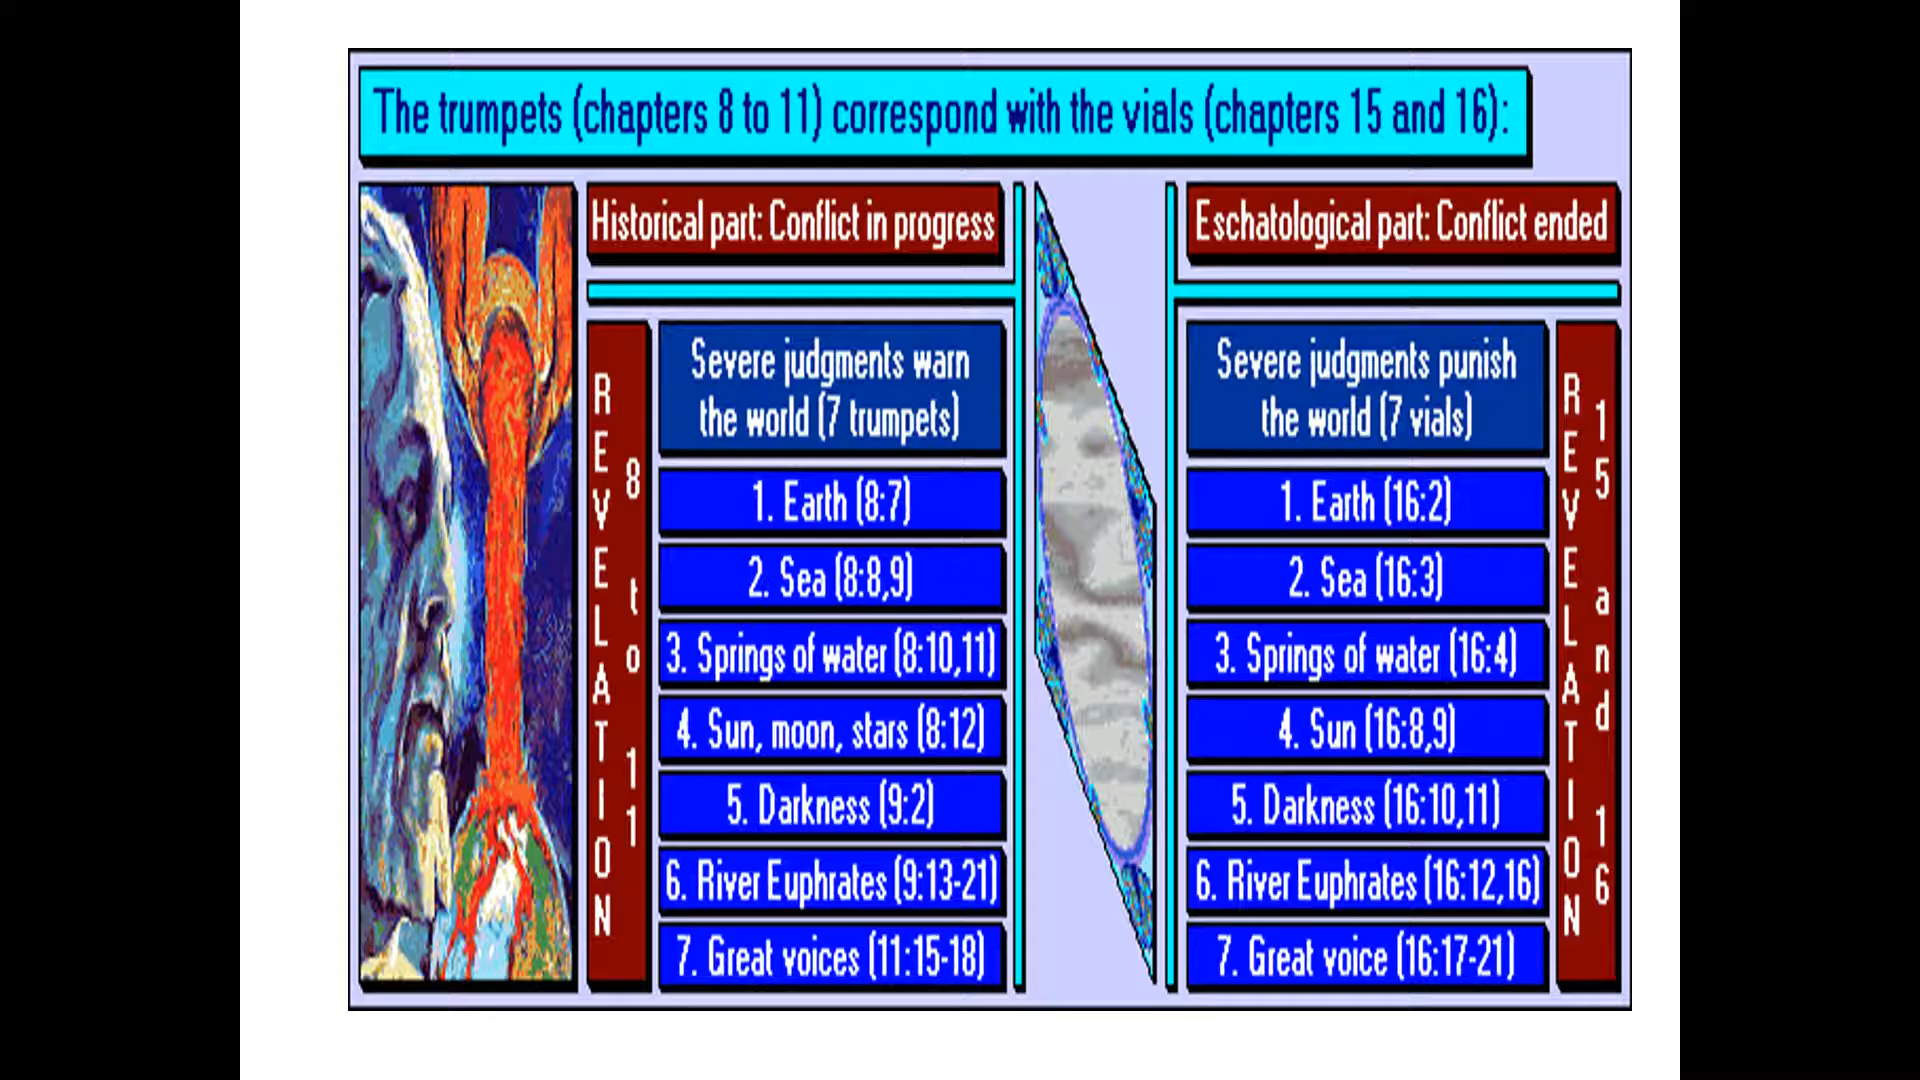 The trumpets (chapters 8 to 11) correspond with the vials (chapters 15 and 16):
Historical part: Conflict in progress
REVELATION
8 to 11
Severe judgments warn
the world (7 trumpets)
1. Earth (8:7)
2. Sea (8:8,9)
3. Springs of water (8:10,11)
4. Sun, moon, stars (8:12)
5. Darkness (9:2)
6. River Euphrates (9:13-21)
7. Great voices (11:15-18)
Eschatological part: Conflict ended
Severe judgments punish
the world (7 vials)
1. Earth (16:2)
2. Sea (16:3)
3. Springs of water (16:4)
4. Sun (16:8,9)
5. Darkness (16:10,11)
6. River Euphrates (16:12,16)
7. Great voice (16:17-21)
REVELATION
15 and 16